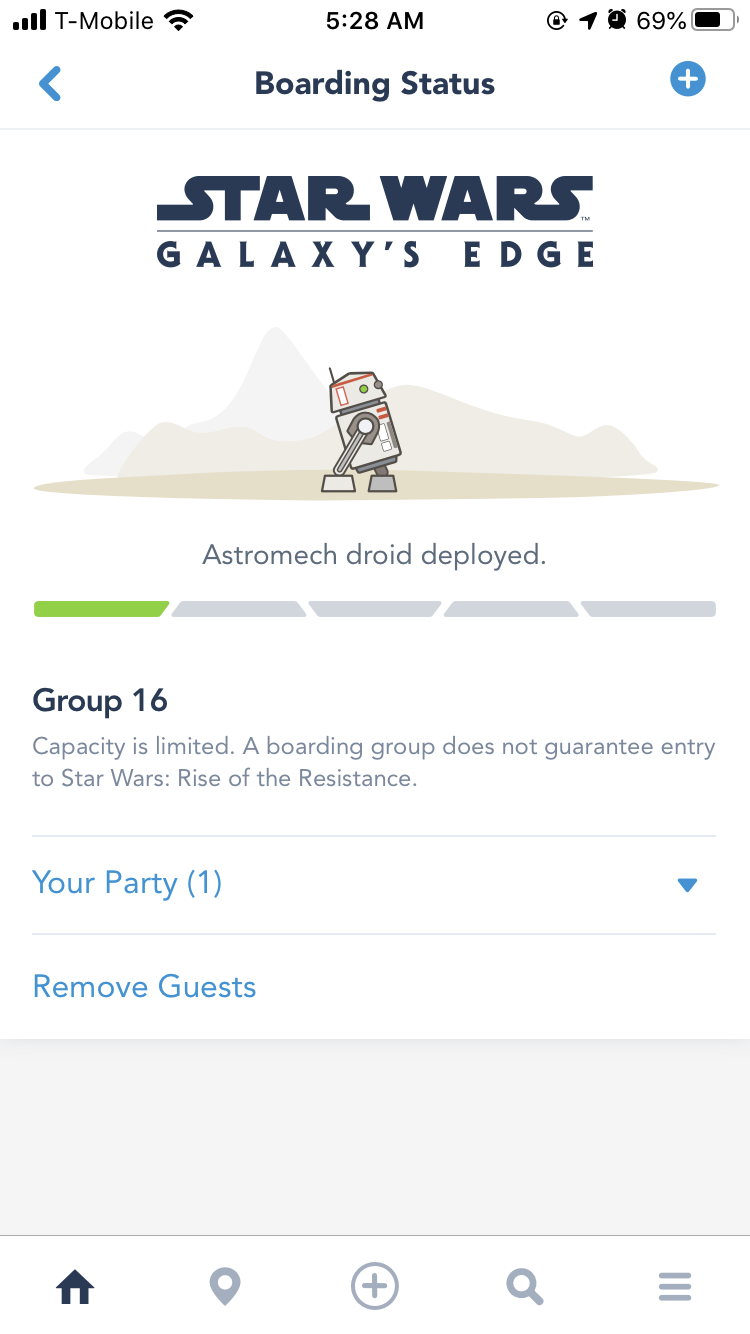 T-Mobile 5:28 AM 69%
Boarding Status
STAR WARS™
GALAXY'S EDGE
Astromech droid deployed.
Group 16
Capacity is limited. A boarding group does not guarantee entry
to Star Wars: Rise of the Resistance.
Your Party (1)
Remove Guests